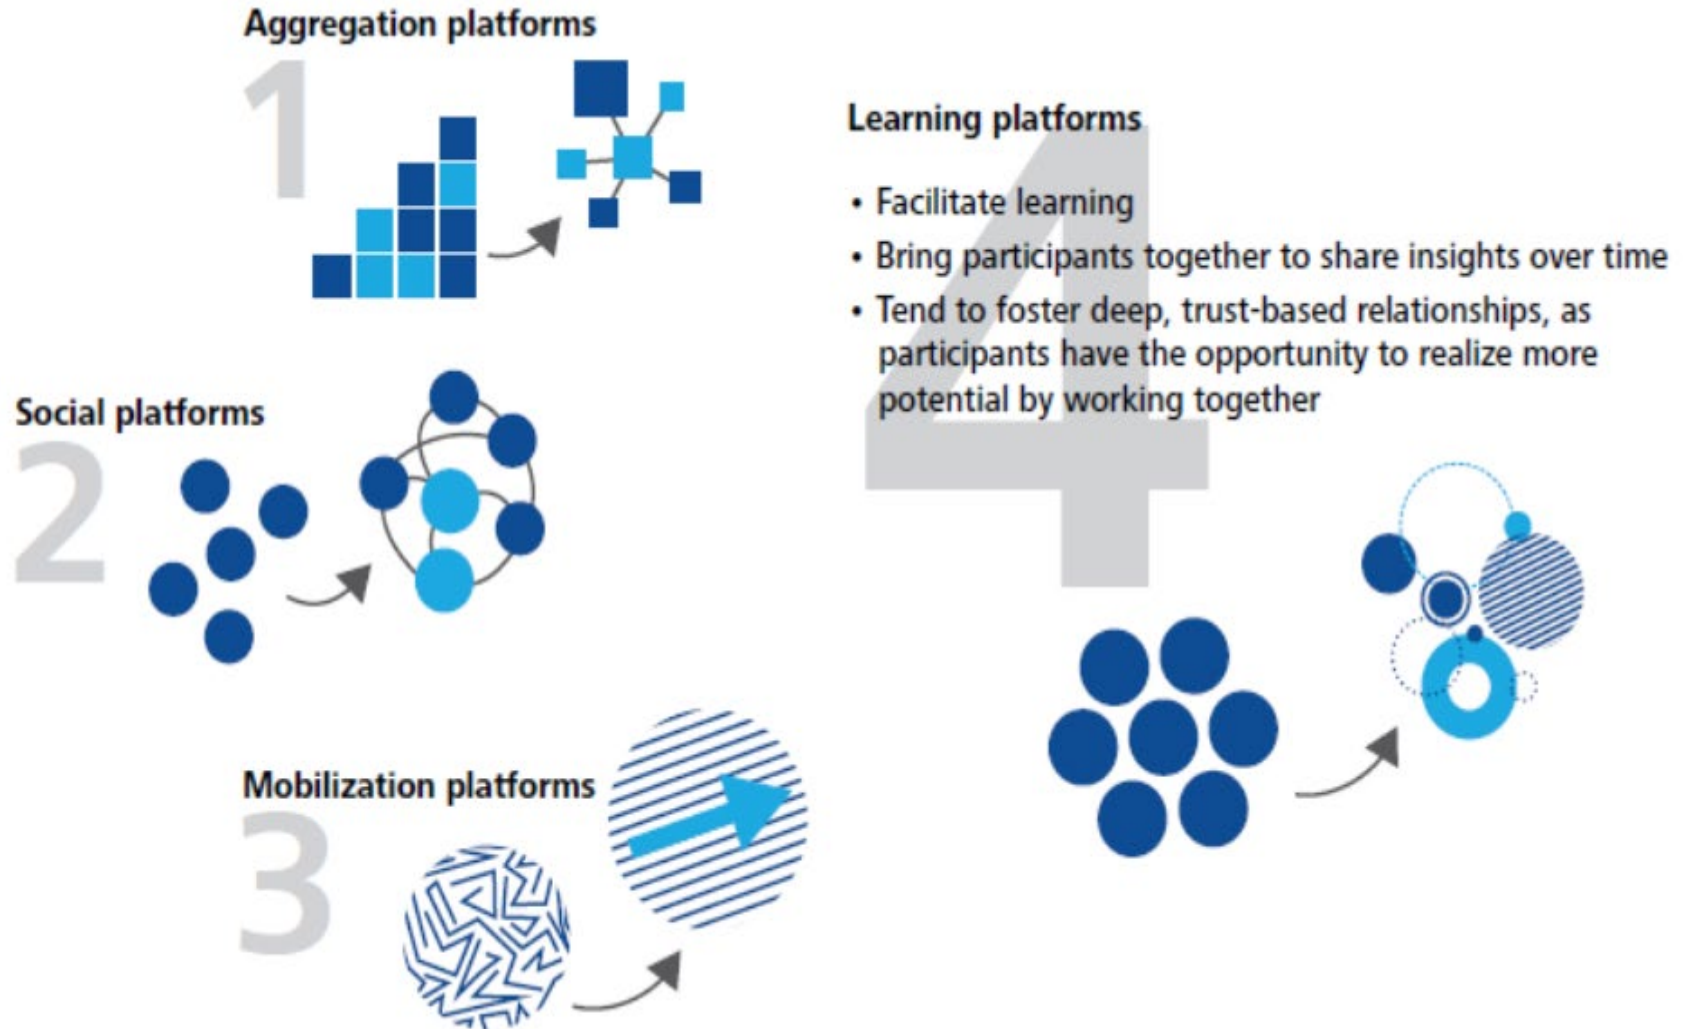 Aggregation platforms
1
Social platforms
2
Mobilization platforms
3
Learning platforms
4
• Facilitate learning
• Bring participants together to share insights over time
• Tend to foster deep, trust-based relationships, as
participants have the opportunity to realize more
potential by working together